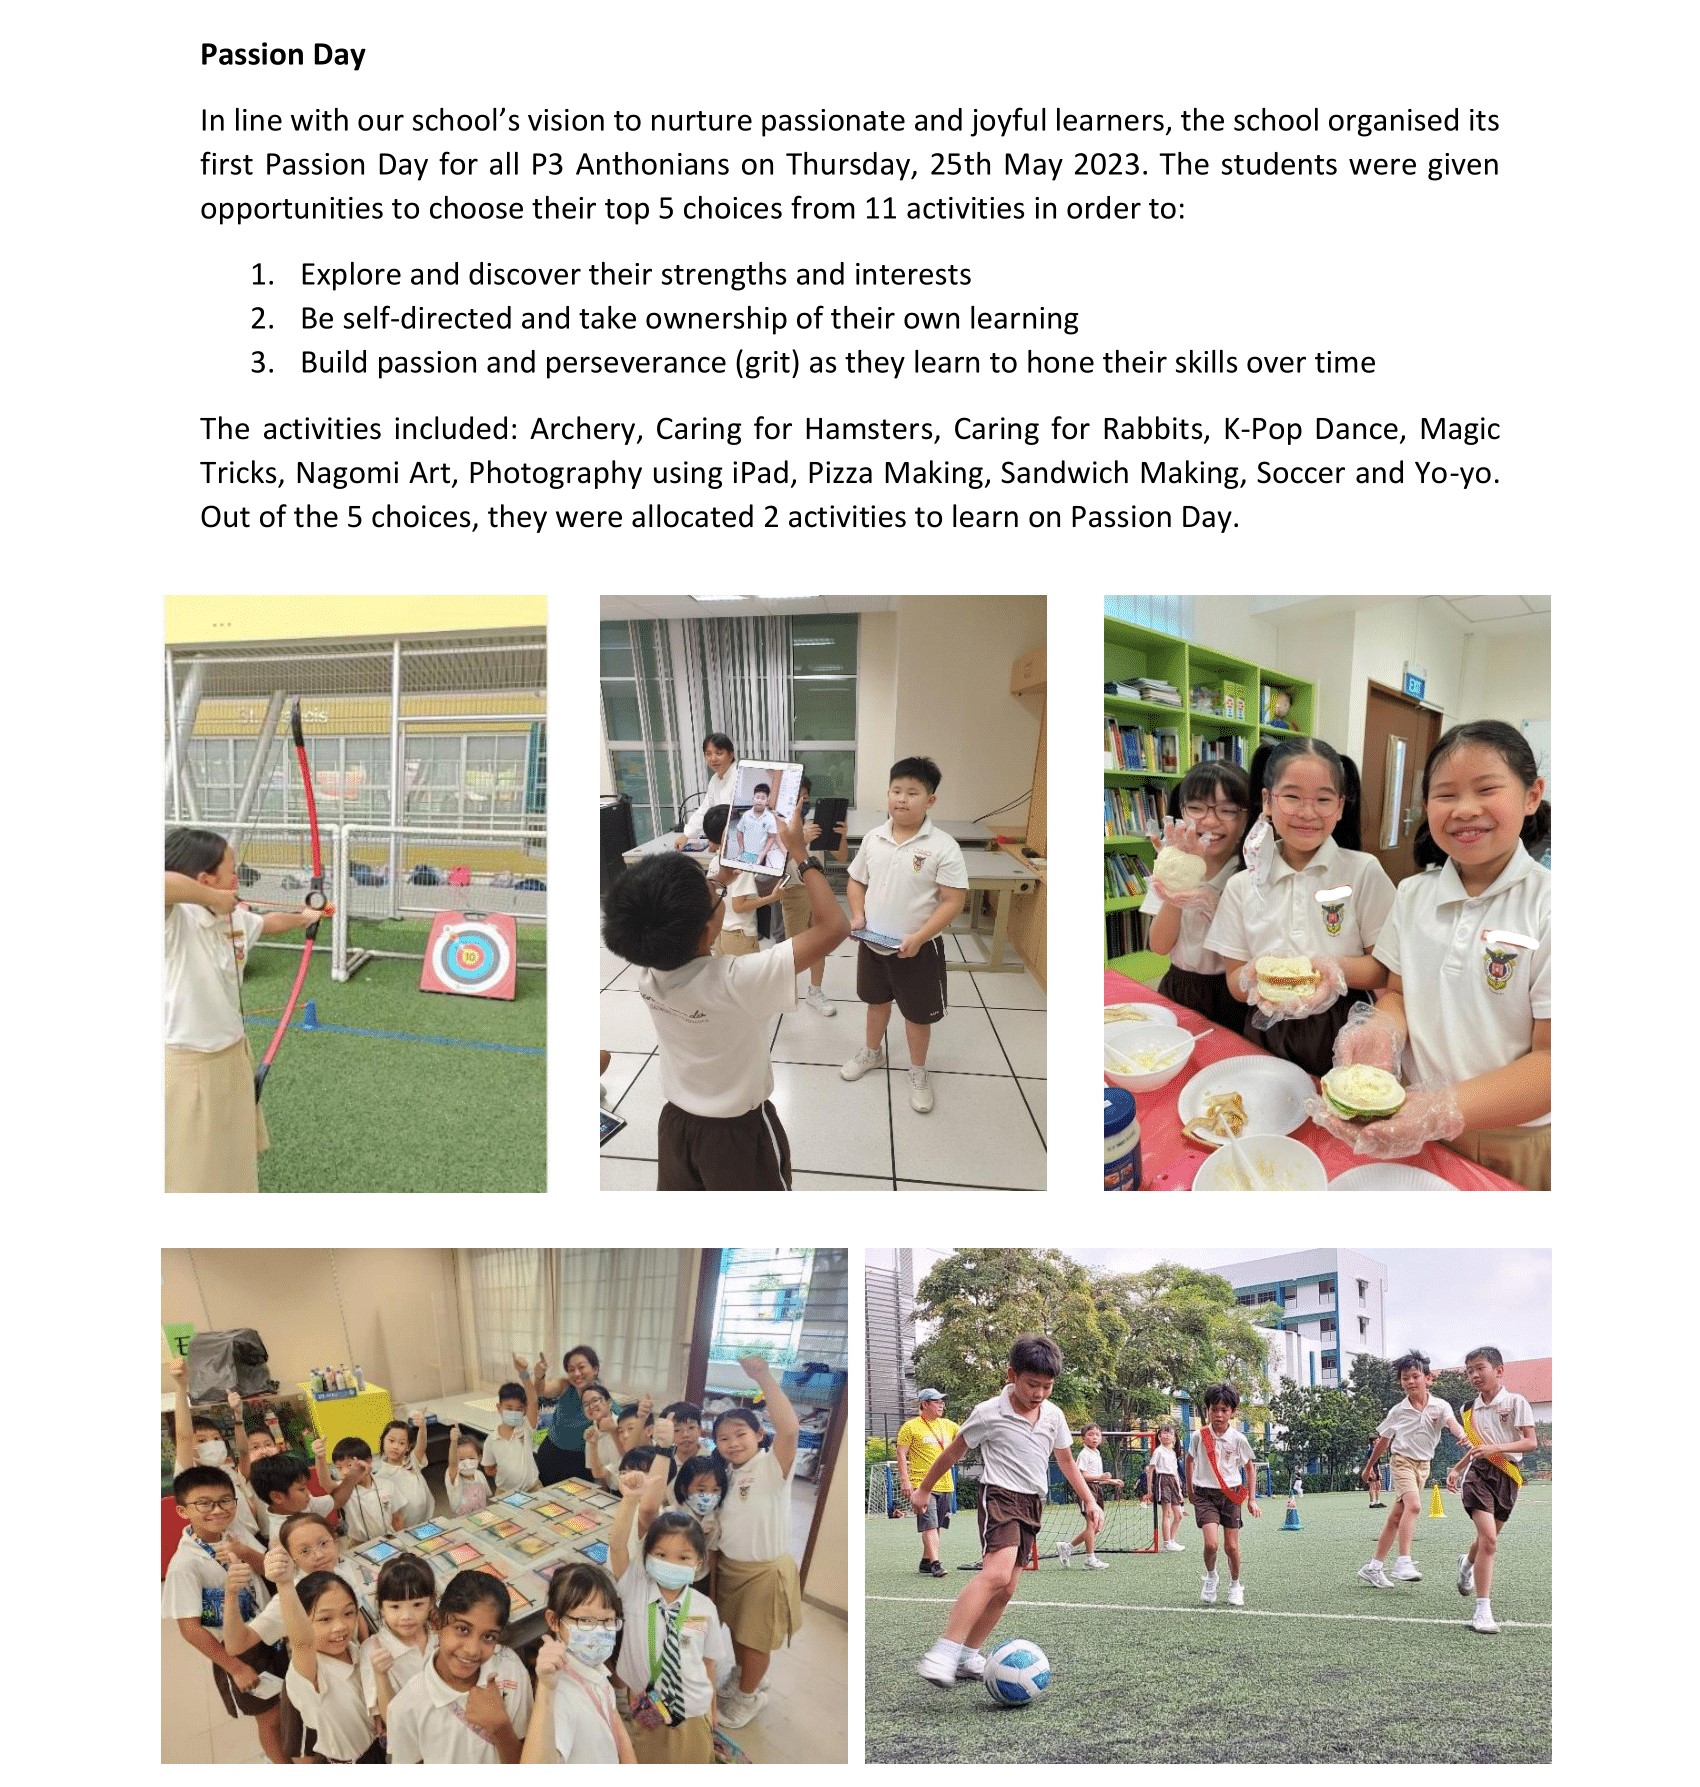 Passion Day
In line with our school’s vision to nurture passionate and joyful learners, the school organised its
first Passion Day for all P3 Anthonians on Thursday, 25th May 2023. The students were given
opportunities to choose their top 5 choices from 11 activities in order to:
1. Explore and discover their strengths and interests
2. Be self-directed and take ownership of their own learning
3. Build passion and perseverance (grit) as they learn to hone their skills over time
The activities included: Archery, Caring for Hamsters, Caring for Rabbits, K-Pop Dance, Magic
Tricks, Nagomi Art, Photography using iPad, Pizza Making, Sandwich Making, Soccer and Yo-yo.
Out of the 5 choices, they were allocated 2 activities to learn on Passion Day.
10
EXIT
E